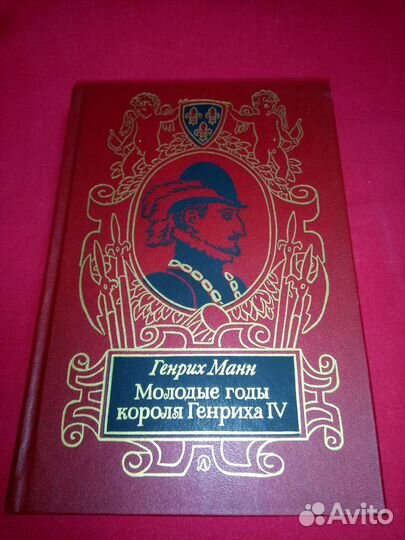 Генрих Манн
Молодые годы
короля Генриха IV
Д
Avito